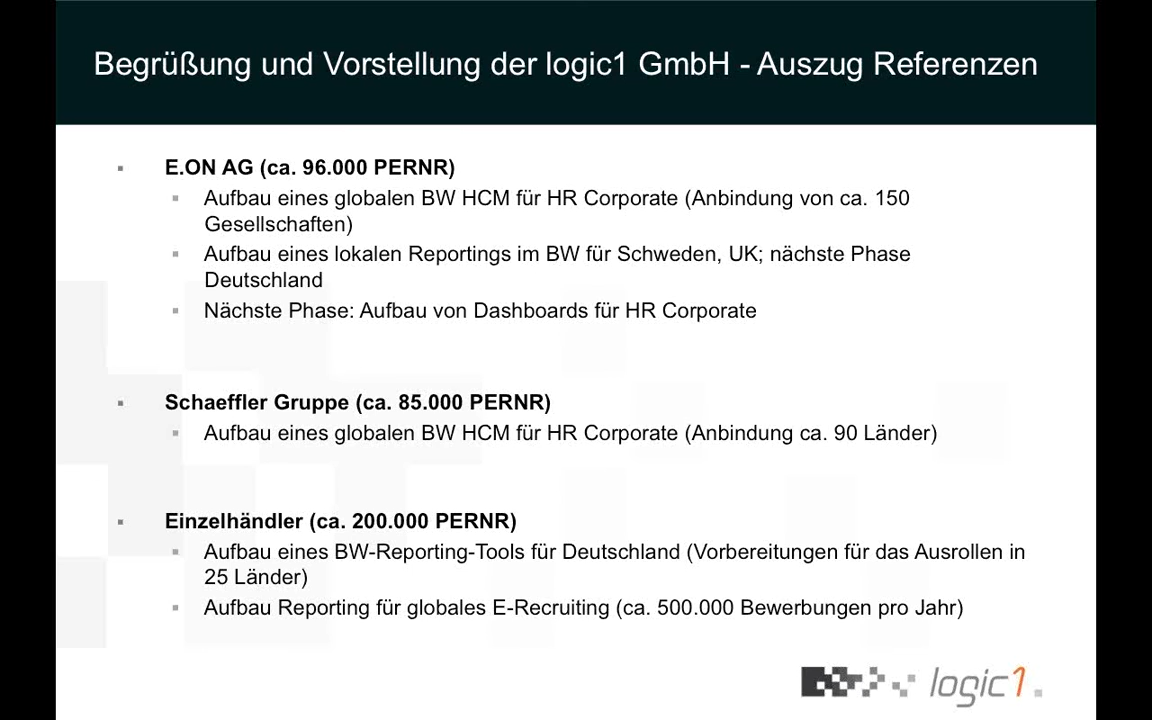 Begrüßung und Vorstellung der logic1 GmbH - Auszug Referenzen
▪ E.ON AG (ca. 96.000 PERNR)
▪ Aufbau eines globalen BW HCM für HR Corporate (Anbindung von ca. 150
Gesellschaften)
▪ Aufbau eines lokalen Reportings im BW für Schweden, UK; nächste Phase
Deutschland
▪ Nächste Phase: Aufbau von Dashboards für HR Corporate
▪ Schaeffler Gruppe (ca. 85.000 PERNR)
▪ Aufbau eines globalen BW HCM für HR Corporate (Anbindung ca. 90 Länder)
▪ Einzelhändler (ca. 200.000 PERNR)
▪ Aufbau eines BW-Reporting-Tools für Deutschland (Vorbereitungen für das Ausrollen in
25 Länder)
▪ Aufbau Reporting für globales E-Recruiting (ca. 500.000 Bewerbungen pro Jahr)
logic1.